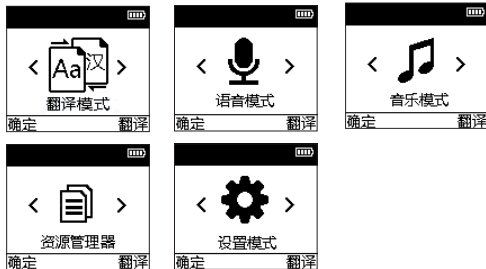 Aa 汉
翻译模式
确定 翻译
语音模式
确定 翻译
音乐模式
确定 翻译
资源管理器
确定 翻译
设置模式
确定 翻译